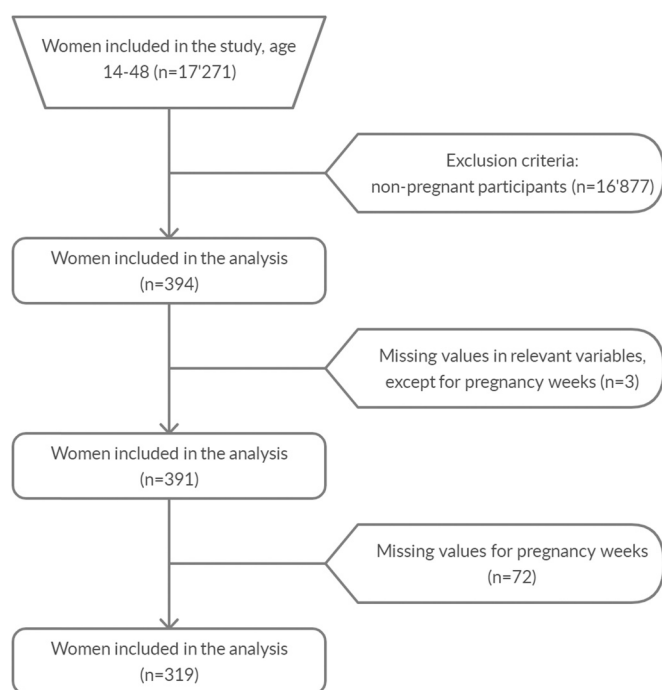 Women included in the study, age
14-48 (n=17'271)
Exclusion criteria:
non-pregnant participants (n=16'877)
Women included in the analysis
(n=394)
Missing values in relevant variables,
except for pregnancy weeks (n=3)
Women included in the analysis
(n=391)
Missing values for pregnancy weeks
(n=72)
Women included in the analysis
(n=319)